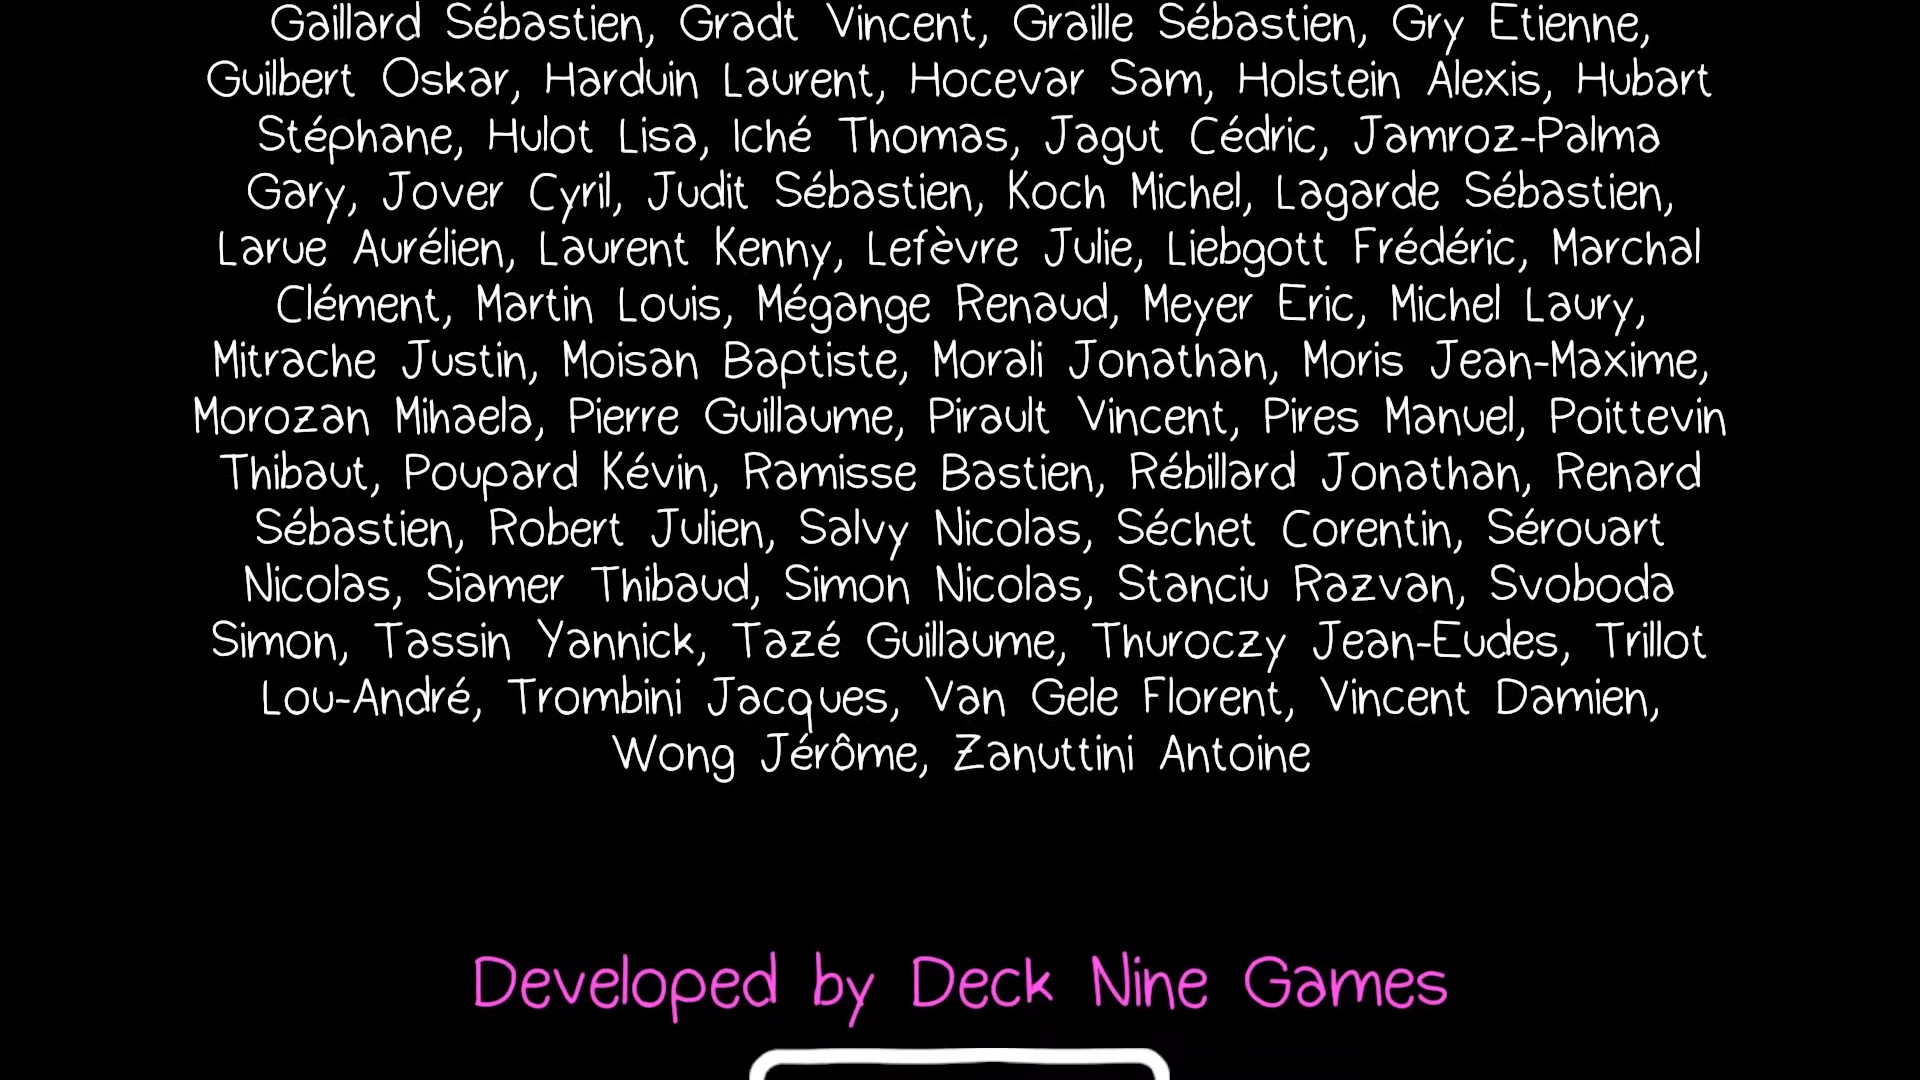 Gaillard Sébastien, Gradt Vincent, Graille Sébastien, Gry Etienne,
Guilbert Oskar, Harduin Laurent, Hocevar Sam, Holstein Alexis, Hubart
Stéphane, Hulot Lisa, Iché Thomas, Jagut Cédric, Jamroz-Palma
Gary, Jover Cyril, Judit Sébastien, Koch Michel, Lagarde Sébastien,
Larue Aurélien, Laurent Kenny, Lefèvre Julie, Liebgott Frédéric, Marchal
Clément, Martin Louis, Mégange Renaud, Meyer Eric, Michel Laury,
Mitrache Justin, Moisan Baptiste, Morali Jonathan, Moris Jean-Maxime,
Morozan Mihaela, Pierre Guillaume, Pirault Vincent, Pires Manuel, Poittevin
Thibaut, Poupard Kévin, Ramisse Bastien, Rébillard Jonathan, Renard
Sébastien, Robert Julien, Salvy Nicolas, Séchet Corentin, Sérouart
Nicolas, Siamer Thibaud, Simon Nicolas, Stanciu Razvan, Svoboda
Simon, Tassin Yannick, Tazé Guillaume, Thuroczy Jean-Eudes, Trillot
Lou-André, Trombini Jacques, Van Gele Florent, Vincent Damien,
Wong Jérôme, Zanuttini Antoine
Developed by Deck Nine Games